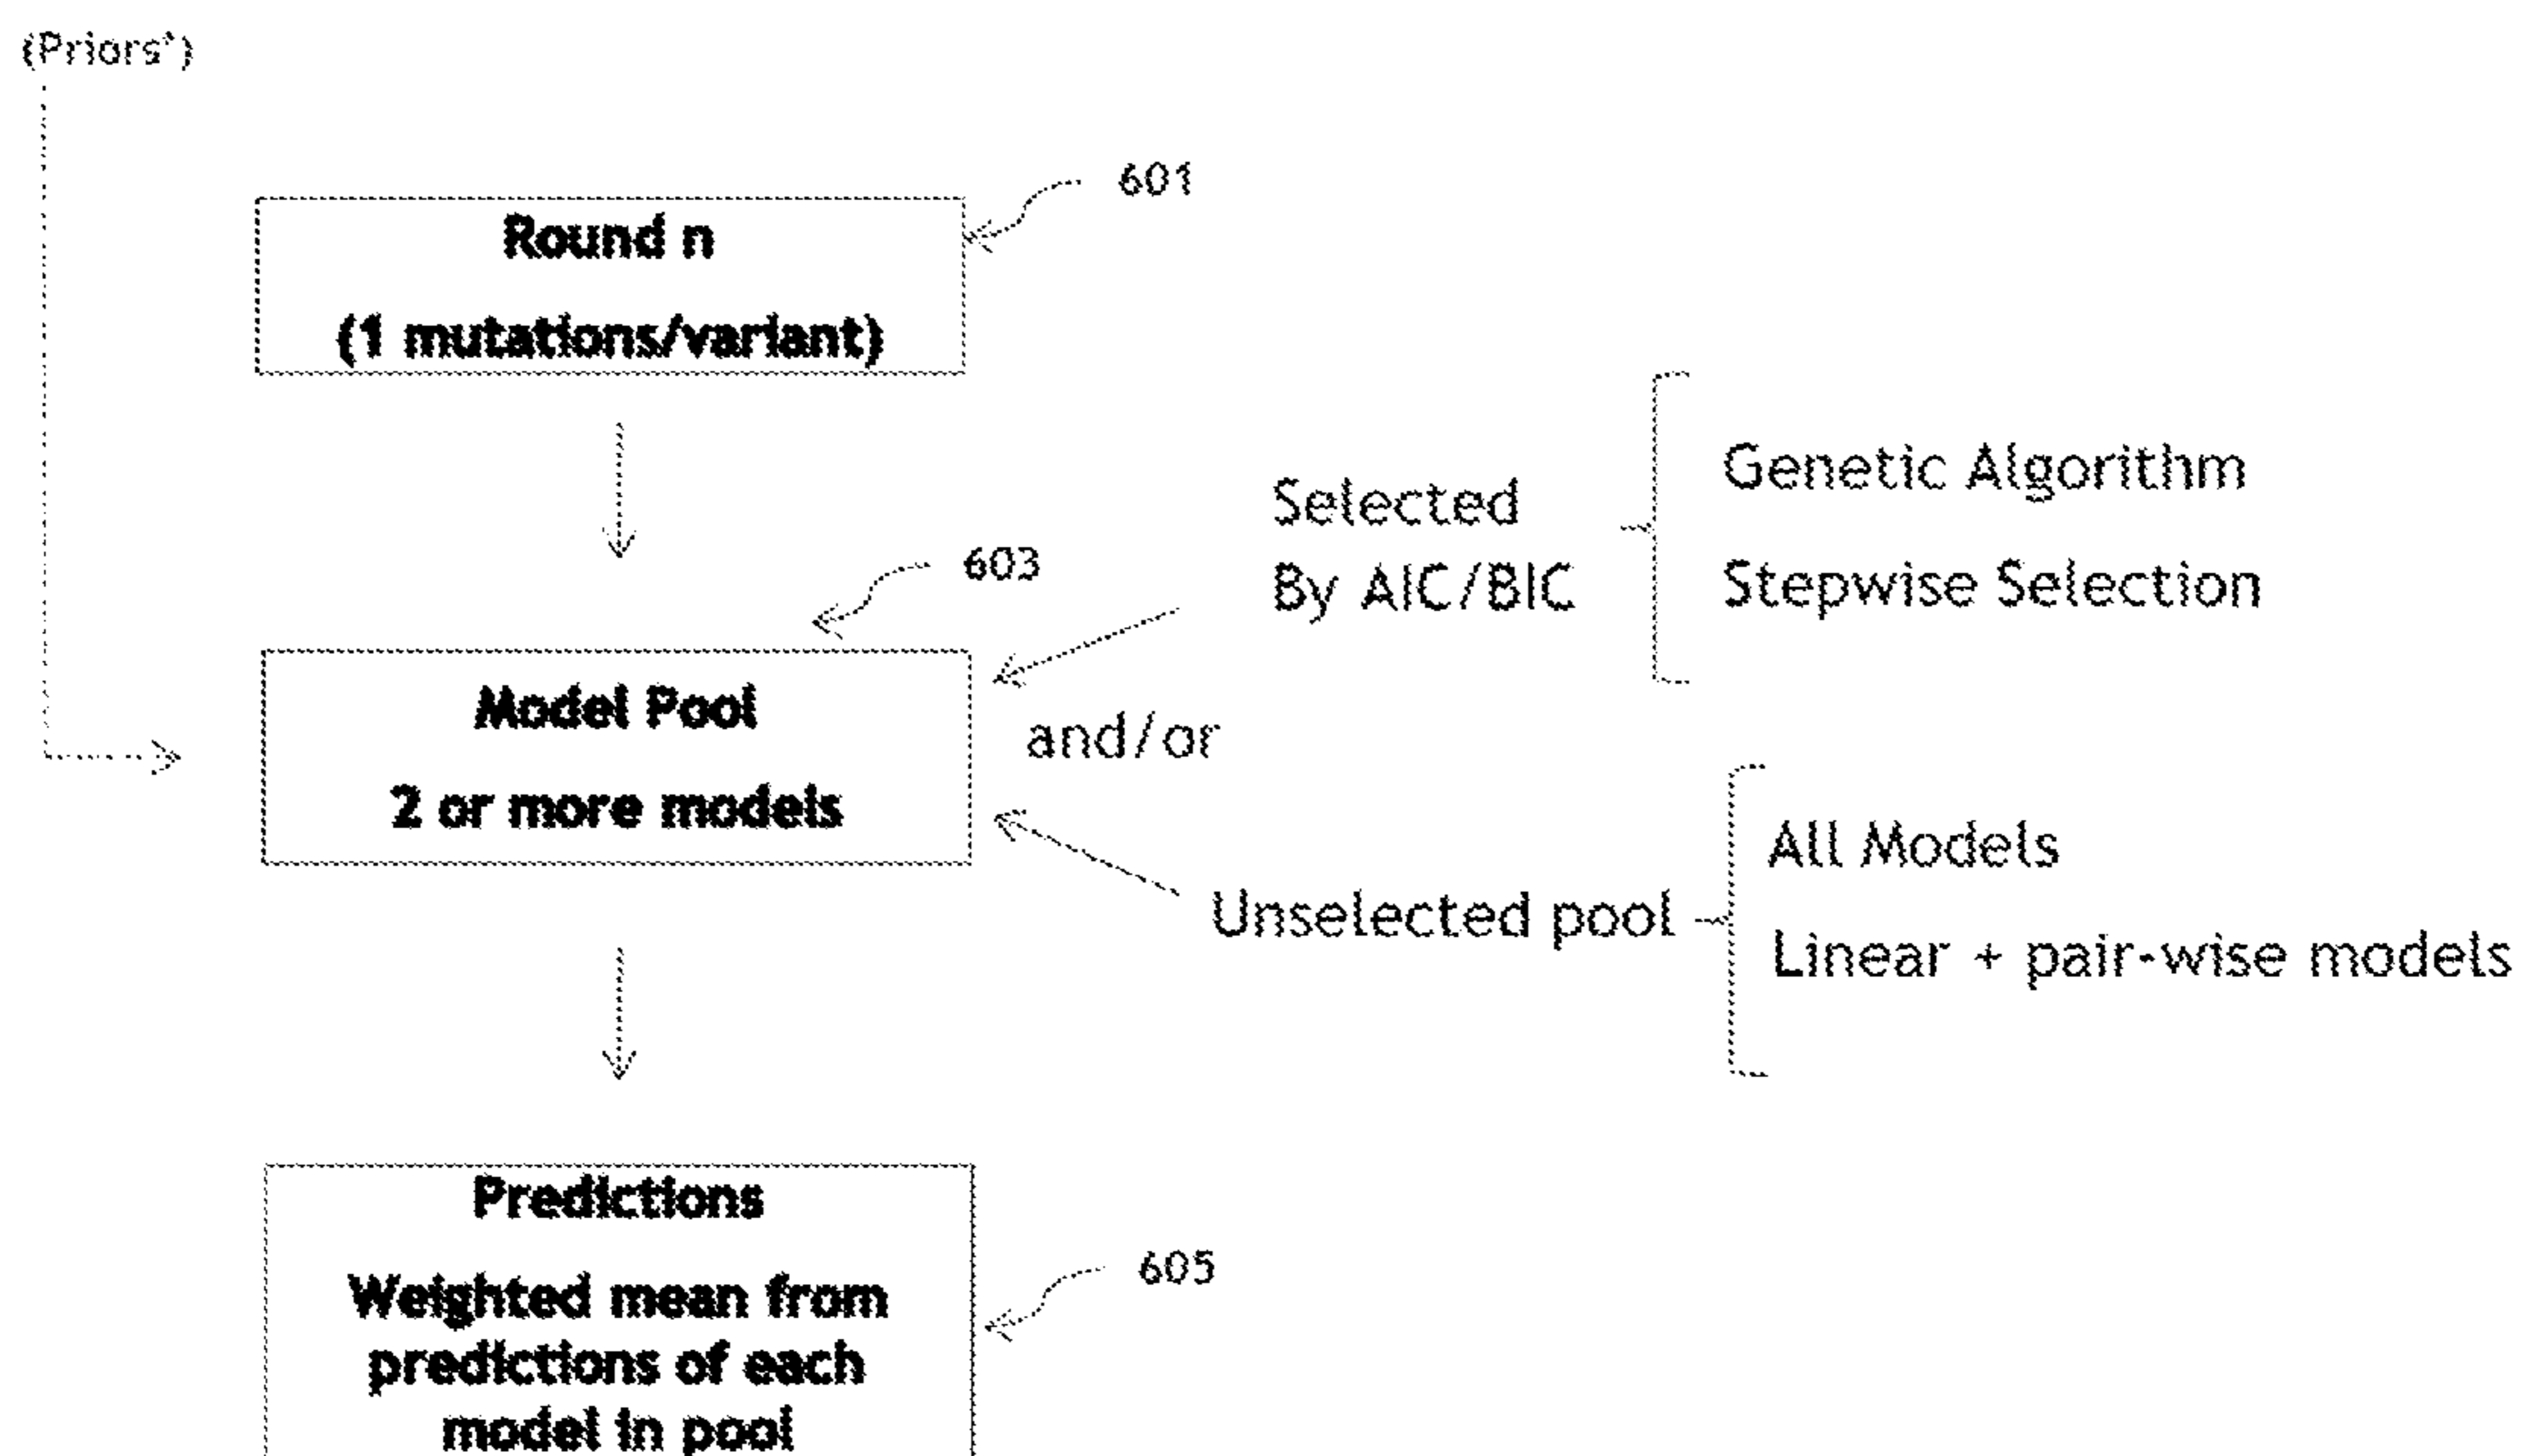 (Priors*)
601
Round n
(1 mutations/variant)
Selected
By AIC/BIC
Genetic Algorithm
Stepwise Selection
603
Model Pool
2 or more models
and/or
Unselected pool
All Models
Linear + pair-wise models
Predictions
Weighted mean from
predictions of each
model in pool
605